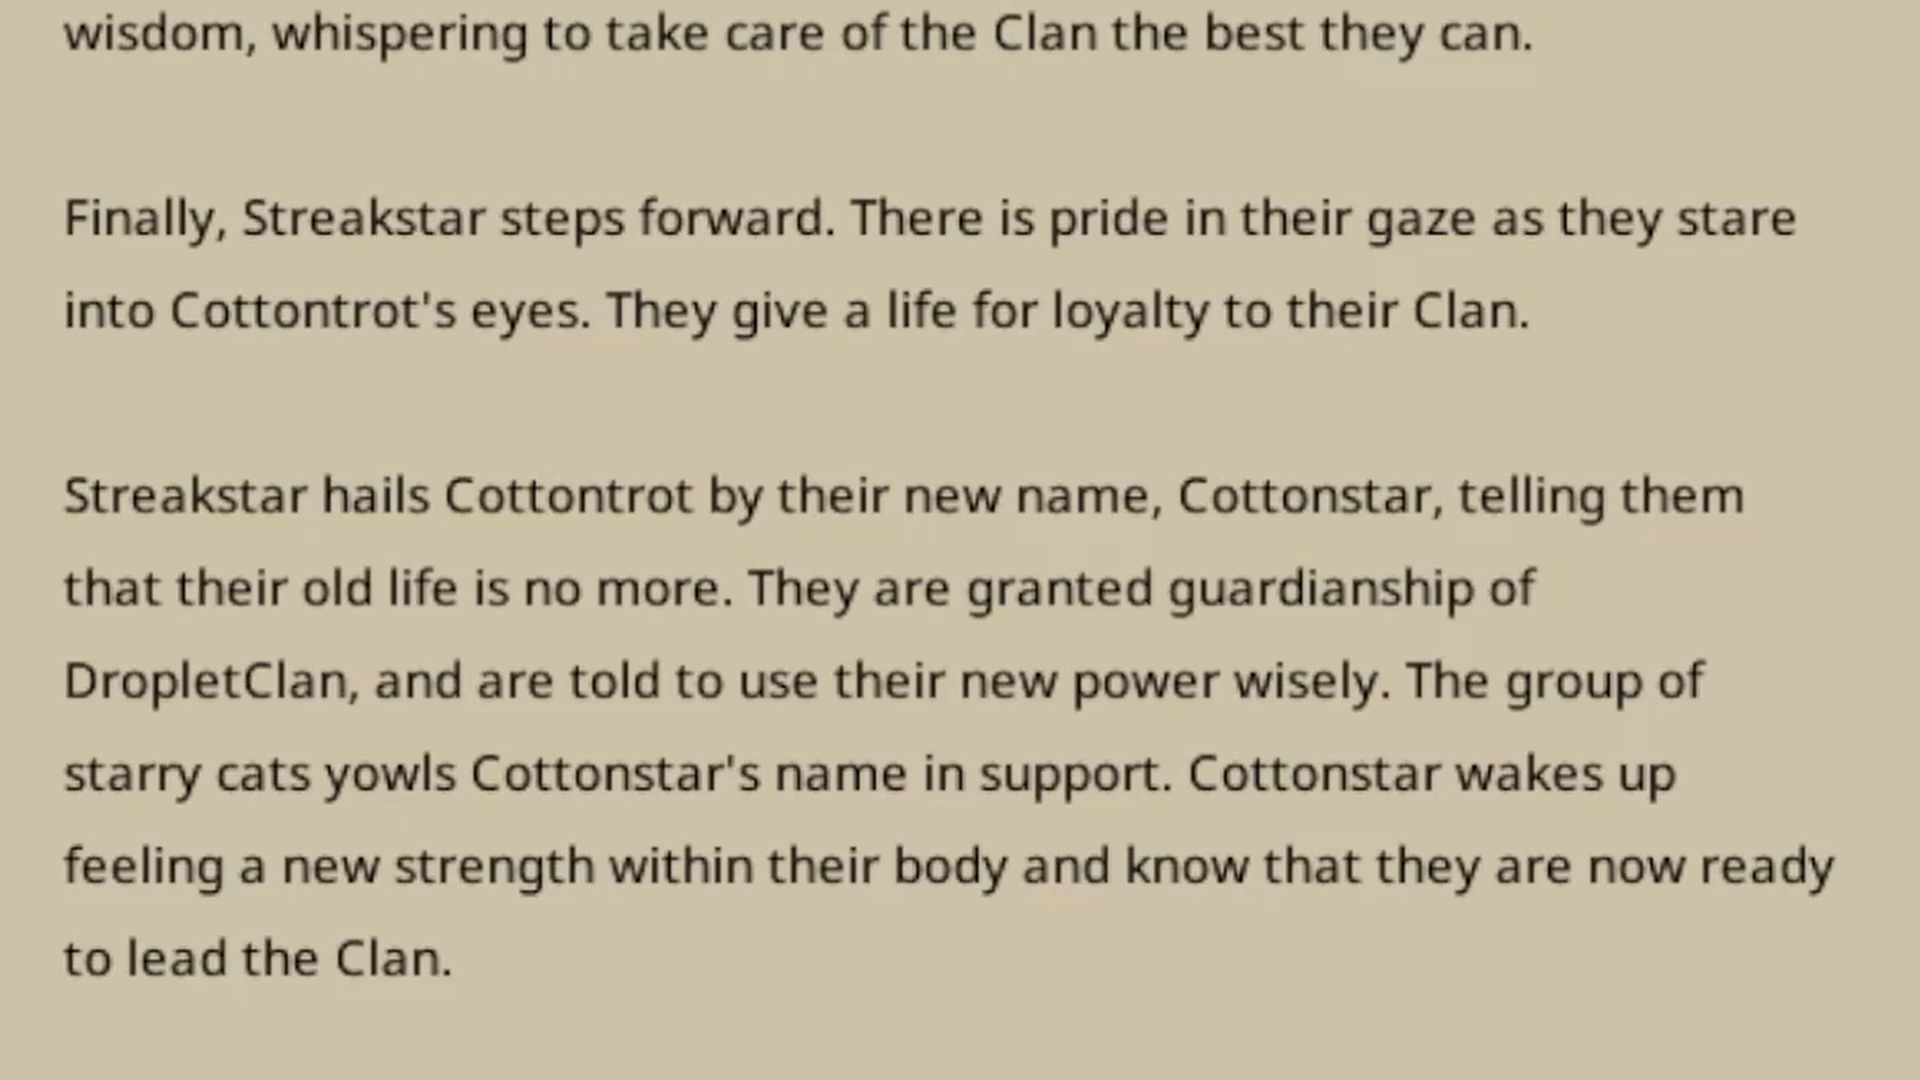 wisdom, whispering to take care of the Clan the best they can.
Finally, Streakstar steps forward. There is pride in their gaze as they stare
into Cottontrot's eyes. They give a life for loyalty to their Clan.
Streakstar hails Cottontrot by their new name, Cottonstar, telling them
that their old life is no more. They are granted guardianship of
DropletClan, and are told to use their new power wisely. The group of
starry cats yowls Cottonstar's name in support. Cottonstar wakes up
feeling a new strength within their body and know that they are now ready
to lead the Clan.